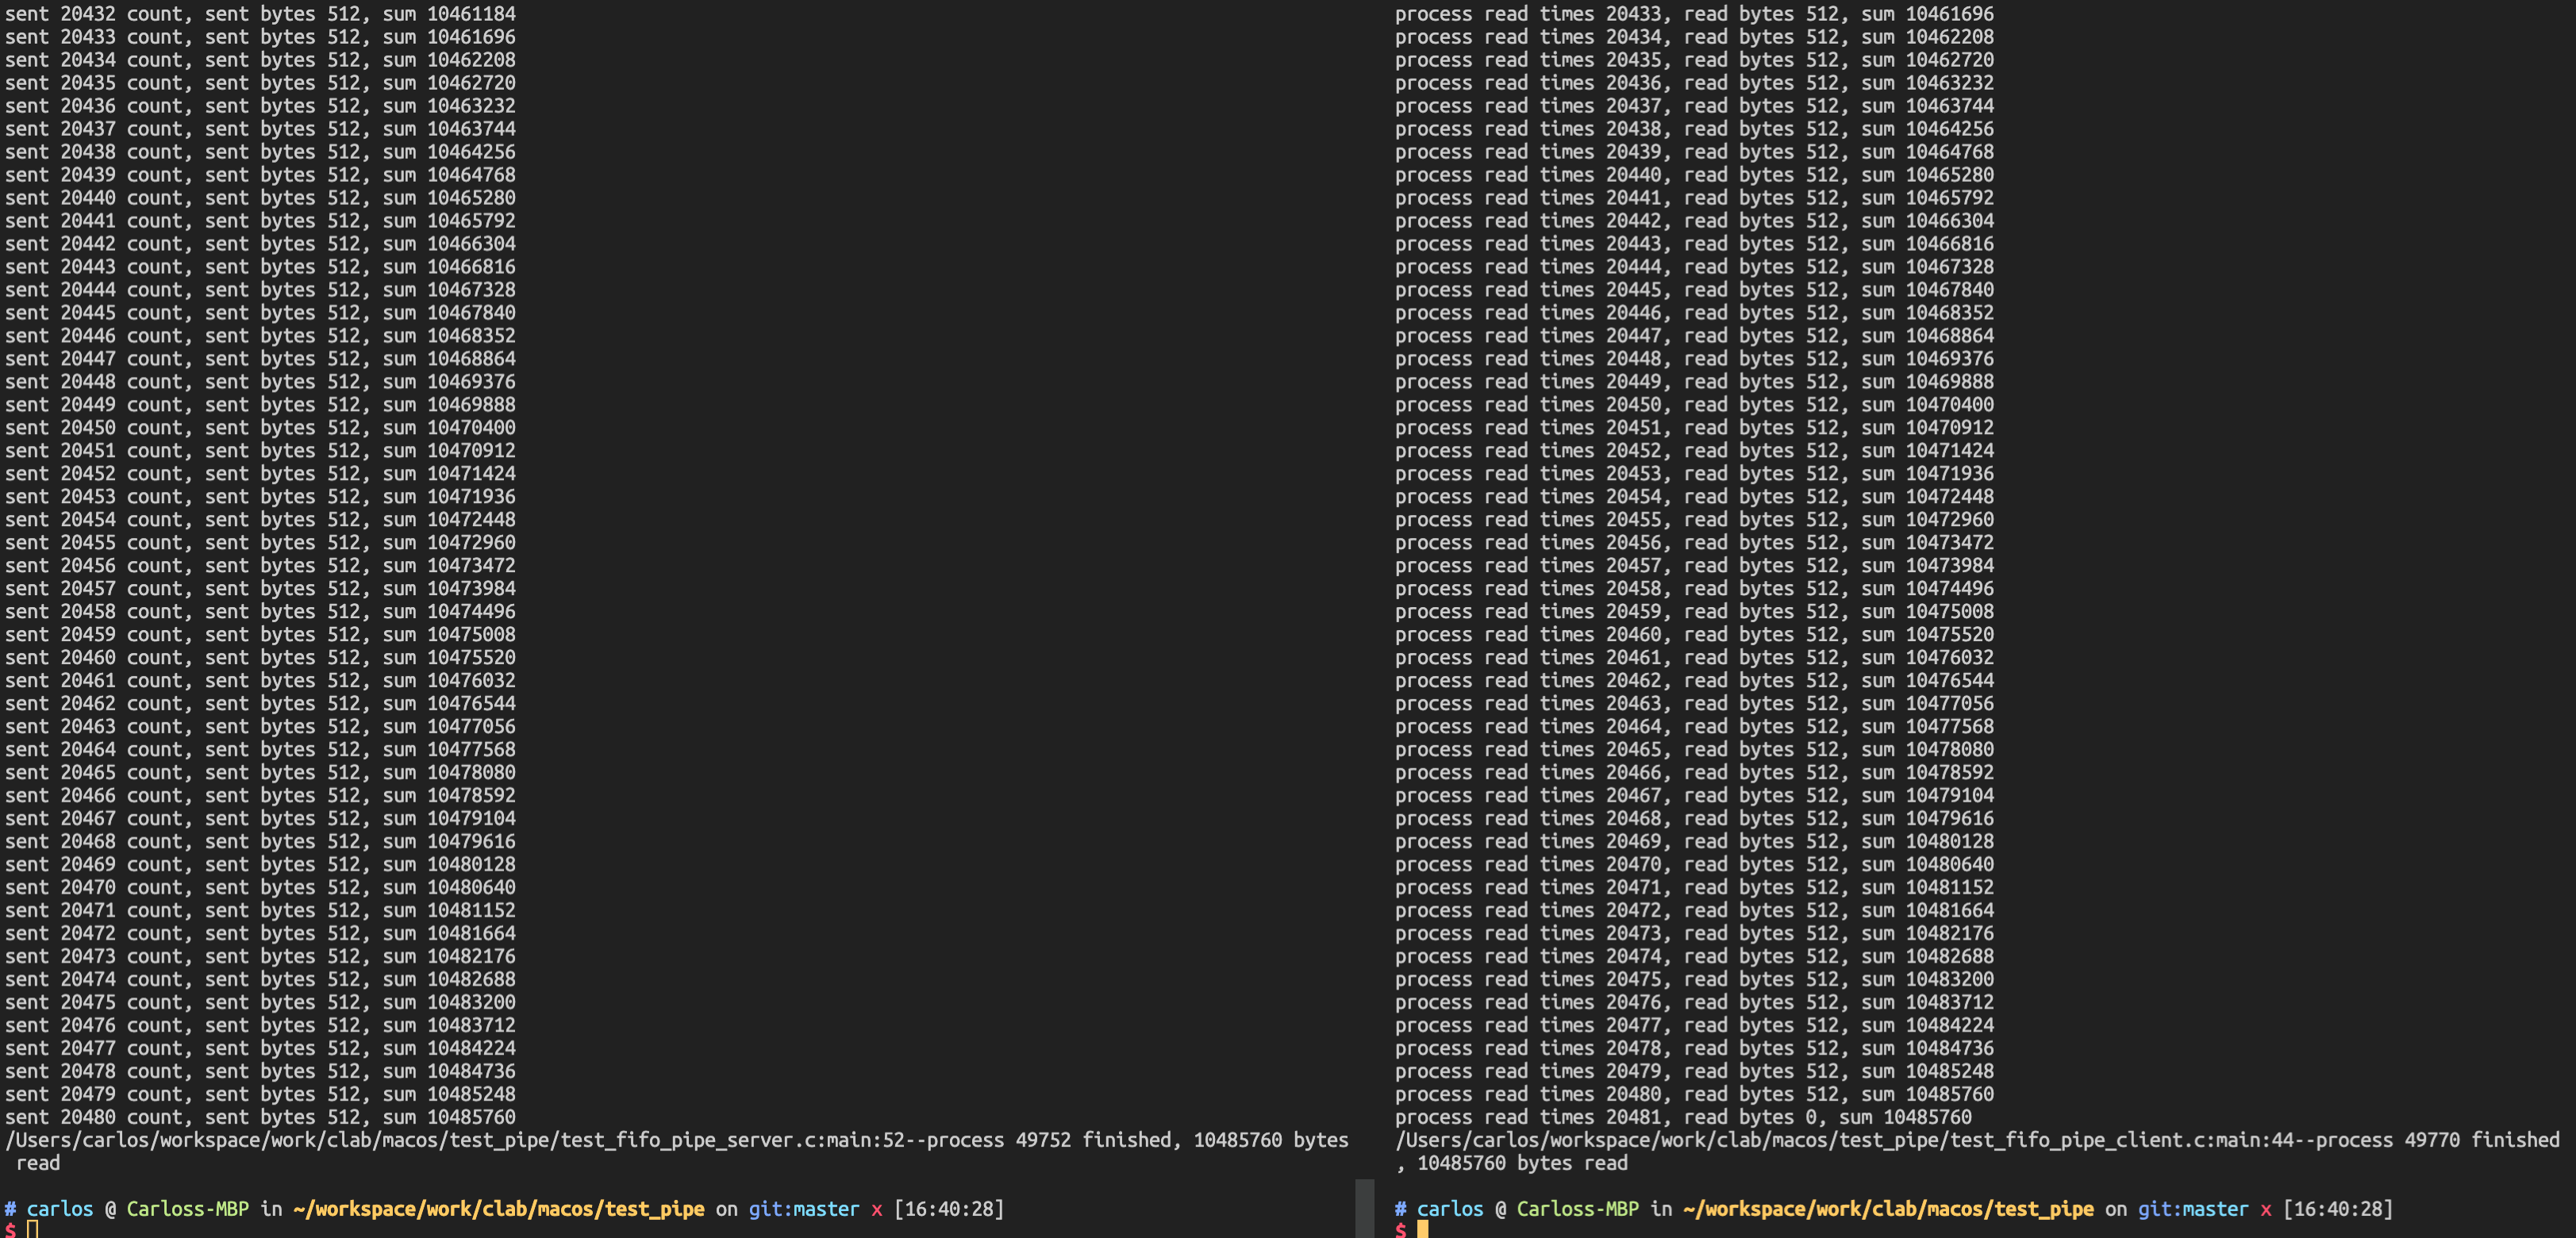 sent 20432 count, sent bytes 512, sum 10461184
sent 20433 count, sent bytes 512, sum 10461696
sent 20434 count, sent bytes 512, sum 10462208
sent 20435 count, sent bytes 512, sum 10462720
sent 20436 count, sent bytes 512, sum 10463232
sent 20437 count, sent bytes 512, sum 10463744
sent 20438 count, sent bytes 512, sum 10464256
sent 20439 count, sent bytes 512, sum 10464768
sent 20440 count, sent bytes 512, sum 10465280
sent 20441 count, sent bytes 512, sum 10465792
sent 20442 count, sent bytes 512, sum 10466304
sent 20443 count, sent bytes 512, sum 10466816
sent 20444 count, sent bytes 512, sum 10467328
sent 20445 count, sent bytes 512, sum 10467840
sent 20446 count, sent bytes 512, sum 10468352
sent 20447 count, sent bytes 512, sum 10468864
sent 20448 count, sent bytes 512, sum 10469376
sent 20449 count, sent bytes 512, sum 10469888
sent 20450 count, sent bytes 512, sum 10470400
sent 20451 count, sent bytes 512, sum 10470912
sent 20452 count, sent bytes 512, sum 10471424
sent 20453 count, sent bytes 512, sum 10471936
sent 20454 count, sent bytes 512, sum 10472448
sent 20455 count, sent bytes 512, sum 10472960
sent 20456 count, sent bytes 512, sum 10473472
sent 20457 count, sent bytes 512, sum 10473984
sent 20458 count, sent bytes 512, sum 10474496
sent 20459 count, sent bytes 512, sum 10475008
sent 20460 count, sent bytes 512, sum 10475520
sent 20461 count, sent bytes 512, sum 10476032
sent 20462 count, sent bytes 512, sum 10476544
sent 20463 count, sent bytes 512, sum 10477056
sent 20464 count, sent bytes 512, sum 10477568
sent 20465 count, sent bytes 512, sum 10478080
sent 20466 count, sent bytes 512, sum 10478592
sent 20467 count, sent bytes 512, sum 10479104
sent 20468 count, sent bytes 512, sum 10479616
sent 20469 count, sent bytes 512, sum 10480128
sent 20470 count, sent bytes 512, sum 10480640
sent 20471 count, sent bytes 512, sum 10481152
sent 20472 count, sent bytes 512, sum 10481664
sent 20473 count, sent bytes 512, sum 10482176
sent 20474 count, sent bytes 512, sum 10482688
sent 20475 count, sent bytes 512, sum 10483200
sent 20476 count, sent bytes 512, sum 10483712
sent 20477 count, sent bytes 512, sum 10484224
sent 20478 count, sent bytes 512, sum 10484736
sent 20479 count, sent bytes 512, sum 10485248
sent 20480 count, sent bytes 512, sum 10485760
/Users/carlos/workspace/work/clab/macos/test_pipe/test_fifo_pipe_server.c:main:52--process 49752 finished, 10485760 bytes
 read
# carlos @ Carloss-MBP in ~/workspace/work/clab/macos/test_pipe on git:master x [16:40:28]
$
process read times 20433, read bytes 512, sum 10461696
process read times 20434, read bytes 512, sum 10462208
process read times 20435, read bytes 512, sum 10462720
process read times 20436, read bytes 512, sum 10463232
process read times 20437, read bytes 512, sum 10463744
process read times 20438, read bytes 512, sum 10464256
process read times 20439, read bytes 512, sum 10464768
process read times 20440, read bytes 512, sum 10465280
process read times 20441, read bytes 512, sum 10465792
process read times 20442, read bytes 512, sum 10466304
process read times 20443, read bytes 512, sum 10466816
process read times 20444, read bytes 512, sum 10467328
process read times 20445, read bytes 512, sum 10467840
process read times 20446, read bytes 512, sum 10468352
process read times 20447, read bytes 512, sum 10468864
process read times 20448, read bytes 512, sum 10469376
process read times 20449, read bytes 512, sum 10469888
process read times 20450, read bytes 512, sum 10470400
process read times 20451, read bytes 512, sum 10470912
process read times 20452, read bytes 512, sum 10471424
process read times 20453, read bytes 512, sum 10471936
process read times 20454, read bytes 512, sum 10472448
process read times 20455, read bytes 512, sum 10472960
process read times 20456, read bytes 512, sum 10473472
process read times 20457, read bytes 512, sum 10473984
process read times 20458, read bytes 512, sum 10474496
process read times 20459, read bytes 512, sum 10475008
process read times 20460, read bytes 512, sum 10475520
process read times 20461, read bytes 512, sum 10476032
process read times 20462, read bytes 512, sum 10476544
process read times 20463, read bytes 512, sum 10477056
process read times 20464, read bytes 512, sum 10477568
process read times 20465, read bytes 512, sum 10478080
process read times 20466, read bytes 512, sum 10478592
process read times 20467, read bytes 512, sum 10479104
process read times 20468, read bytes 512, sum 10479616
process read times 20469, read bytes 512, sum 10480128
process read times 20470, read bytes 512, sum 10480640
process read times 20471, read bytes 512, sum 10481152
process read times 20472, read bytes 512, sum 10481664
process read times 20473, read bytes 512, sum 10482176
process read times 20474, read bytes 512, sum 10482688
process read times 20475, read bytes 512, sum 10483200
process read times 20476, read bytes 512, sum 10483712
process read times 20477, read bytes 512, sum 10484224
process read times 20478, read bytes 512, sum 10484736
process read times 20479, read bytes 512, sum 10485248
process read times 20480, read bytes 512, sum 10485760
process read times 20481, read bytes 0, sum 10485760
/Users/carlos/workspace/work/clab/macos/test_pipe/test_fifo_pipe_client.c:main:44--process 49770 finished
, 10485760 bytes read
# carlos @ Carloss-MBP in ~/workspace/work/clab/macos/test_pipe on git:master x [16:40:28]
$